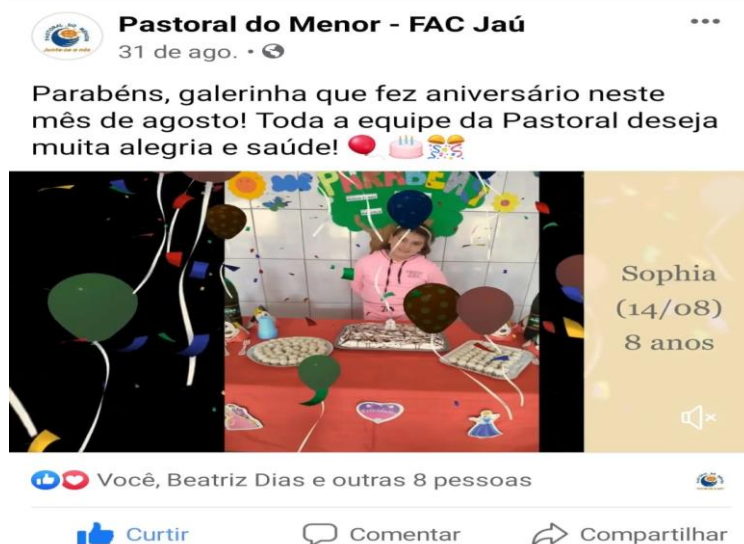 Pastoral do Menor - FAC Jaú
31 de ago. •
Parabéns, galerinha que fez aniversário neste
mês de agosto! Toda a equipe da Pastoral deseja
muita alegria e saúde!
PARABÉNS
Sophia
(14/08)
8 anos
Você, Beatriz Dias e outras 8 pessoas
Curtir
Comentar
Compartilhar